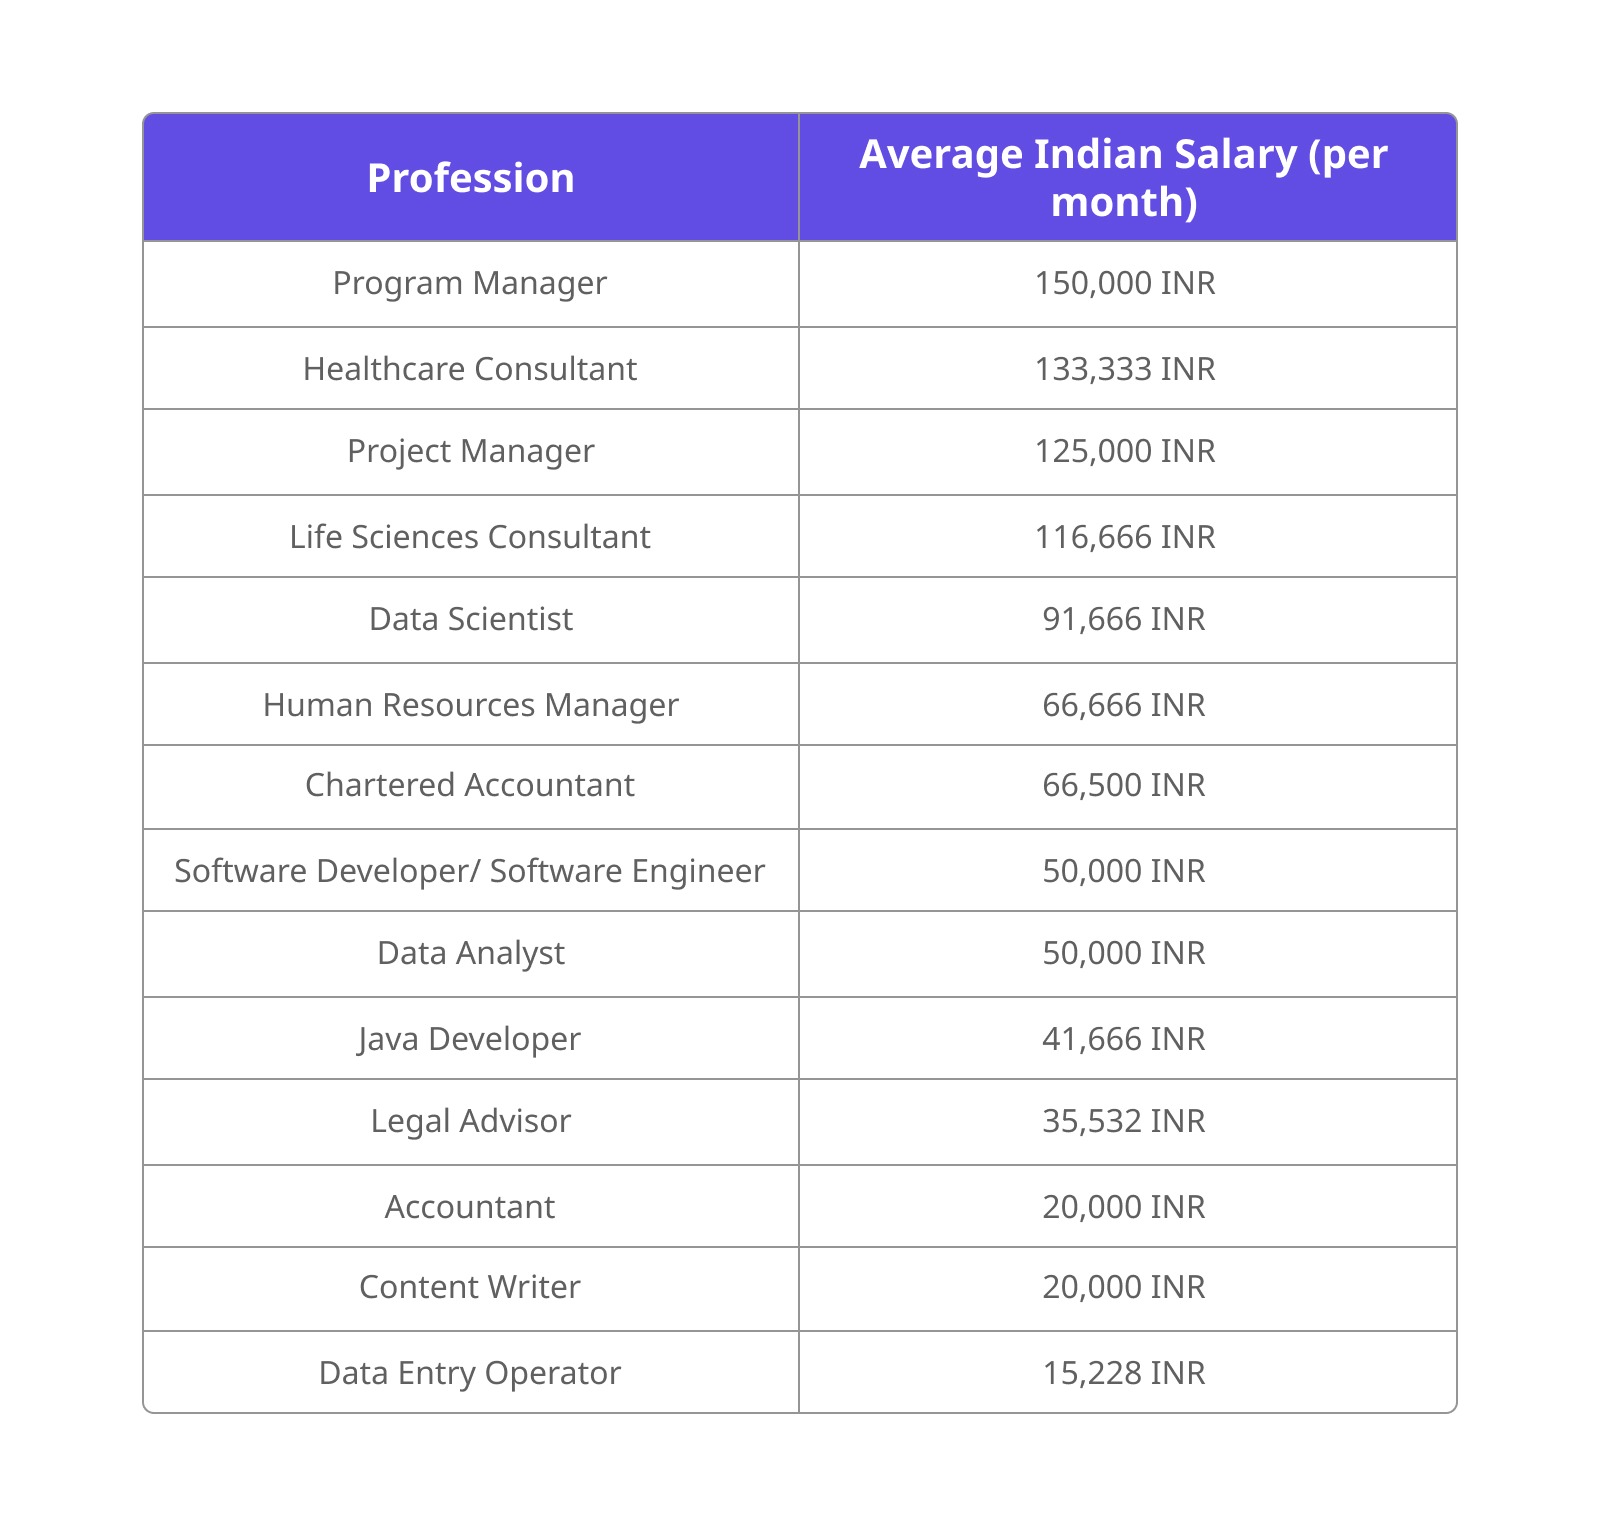 Profession
Average Indian Salary (per
month)
Program Manager
150,000 INR
Healthcare Consultant
133,333 INR
Project Manager
125,000 INR
Life Sciences Consultant
116,666 INR
Data Scientist
91,666 INR
Human Resources Manager
66,666 INR
Chartered Accountant
66,500 INR
Software Developer/ Software Engineer
50,000 INR
Data Analyst
50,000 INR
Java Developer
41,666 INR
Legal Advisor
35,532 INR
Accountant
20,000 INR
Content Writer
20,000 INR
Data Entry Operator
15,228 INR